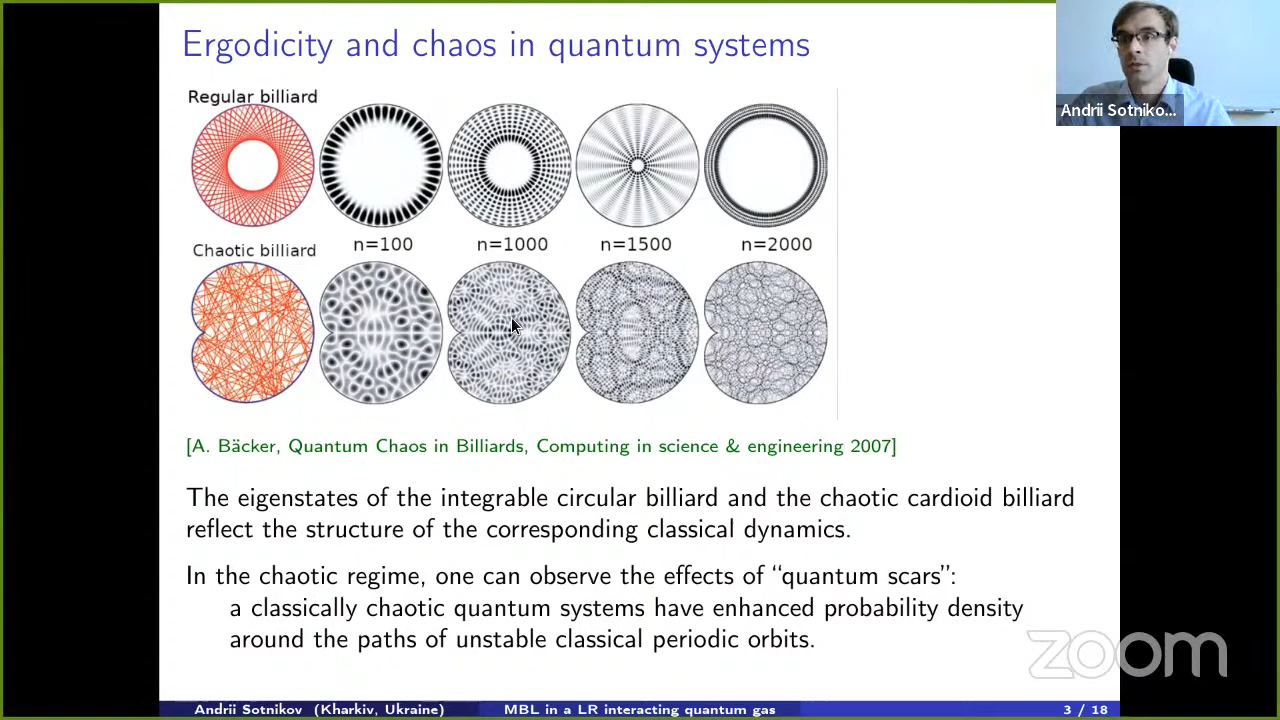 Ergodicity and chaos in quantum systems
Andrii Sotniko...
Regular billiard
n=100 n=1000 n=1500 n=2000
Chaotic billiard
[A. Bäcker, Quantum Chaos in Billiards, Computing in science & engineering 2007]
The eigenstates of the integrable circular billiard and the chaotic cardioid billiard
reflect the structure of the corresponding classical dynamics.
In the chaotic regime, one can observe the effects of “quantum scars”:
a classically chaotic quantum systems have enhanced probability density
around the paths of unstable classical periodic orbits.
zoom
Andrii Sotnikov (Kharkiv, Ukraine) MBL in a LR interacting quantum gas 3 / 18